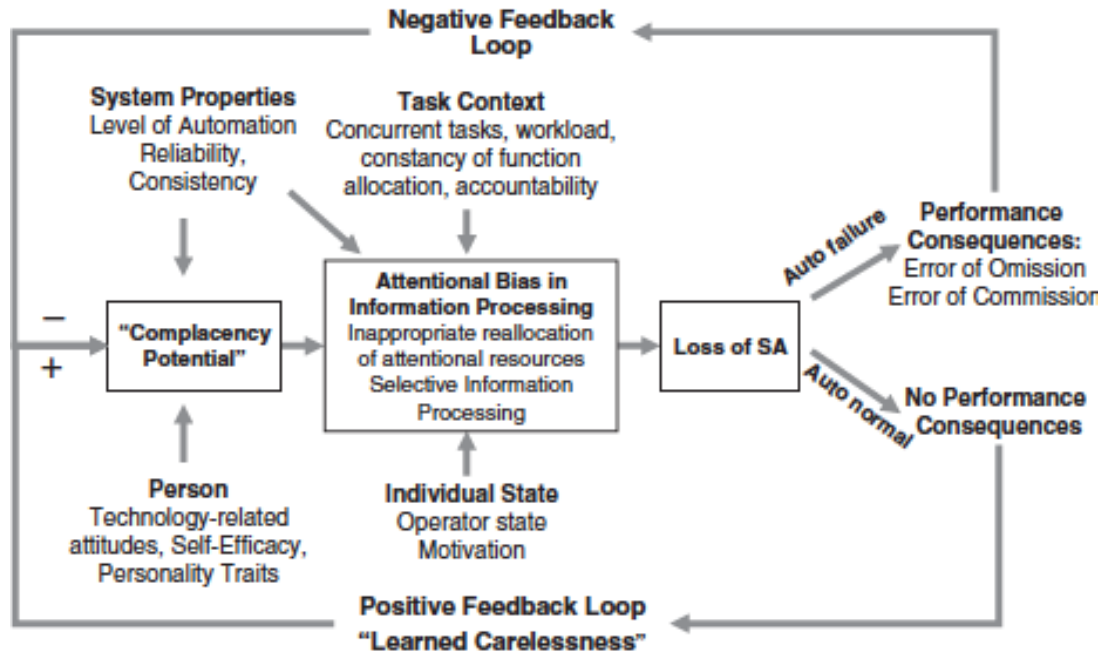 Negative Feedback
Loop
System Properties
Level of Automation
Reliability,
Consistency
Task Context
Concurrent tasks, workload,
constancy of function
allocation, accountability
Auto failure
Performance
Consequences:
Error of Omission
Error of Commission
−
+
"Complacency
Potential"
Attentional Bias in
Information Processing
Inappropriate reallocation
of attentional resources
Selective Information
Processing
Loss of SA
Auto normal
No Performance
Consequences
Person
Technology-related
attitudes, Self-Efficacy,
Personality Traits
Individual State
Operator state
Motivation
Positive Feedback Loop
"Learned Carelessness"